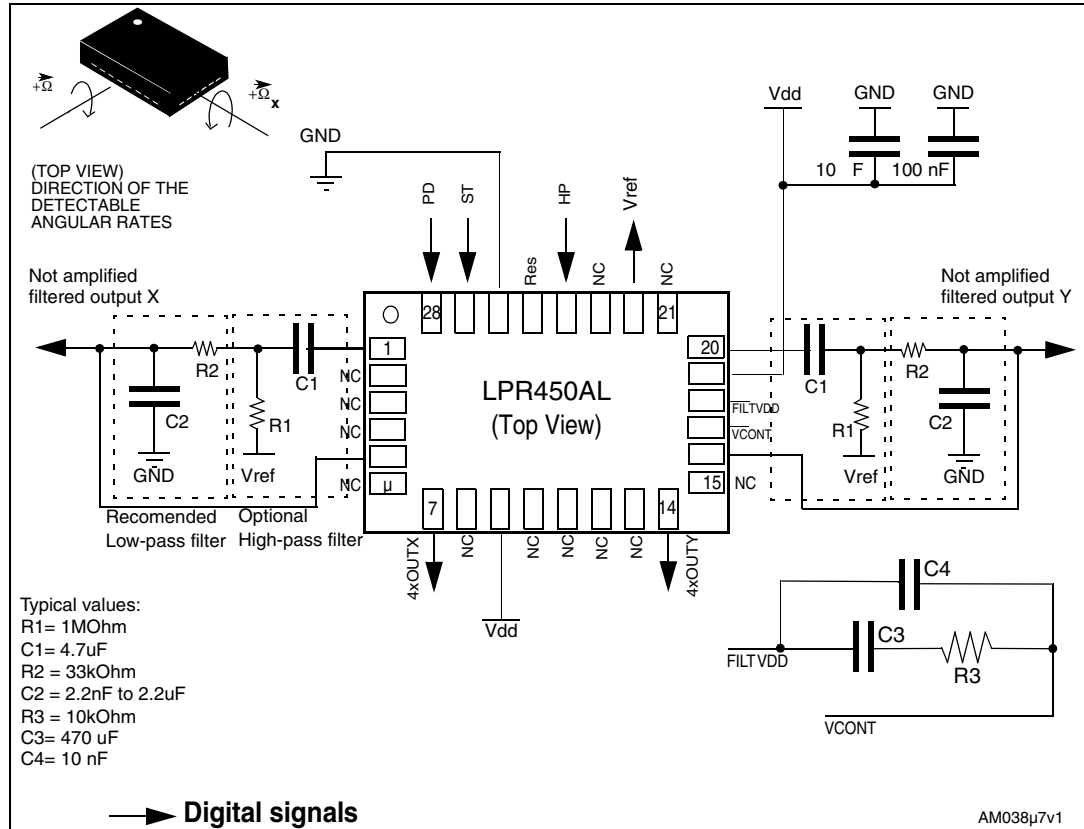 +Ω
+Ωx
(TOP VIEW)
DIRECTION OF THE
DETECTABLE
ANGULAR RATES
GND
PD
ST
Res
HP
NC
Vref
NC
Vdd
GND
GND
10 F
100 nF
Not amplified
filtered output X
Not amplified
filtered output Y
28
21
1
20
NC
NC
NC
NC
µ
LPR450AL
(Top View)
FILTVDD
VCONT
15
NC
7
14
R2
C1
C2
R1
GND
Vref
Recomended
Low-pass filter
Optional
High-pass filter
C1
R2
R1
C2
Vref
GND
4xOUTX
NC
Vdd
NC
NC
NC
NC
4xOUTY
C4
C3
R3
FILTVDD
VCONT
Typical values:
R1= 1MOhm
C1= 4.7uF
R2 = 33kOhm
C2 = 2.2nF to 2.2uF
R3 = 10kOhm
C3= 470 uF
C4= 10 nF
Digital signals
AM038µ7v1